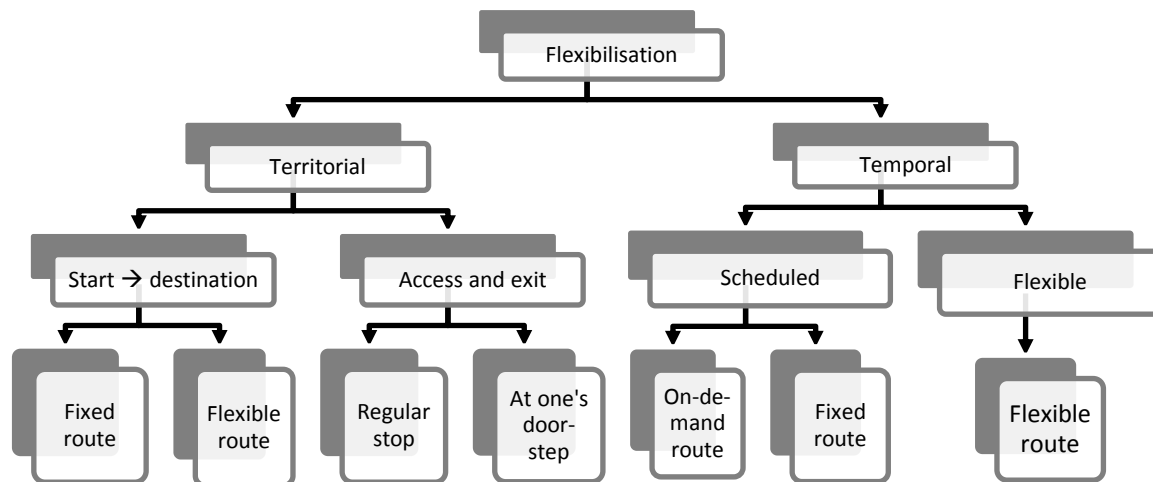 Flexibilisation
Territorial
Temporal
Start → destination
Access and exit
Scheduled
Flexible
Fixed
route
Flexible
route
Regular
stop
At one's
door-
step
On-de-
mand
route
Fixed
route
Flexible
route